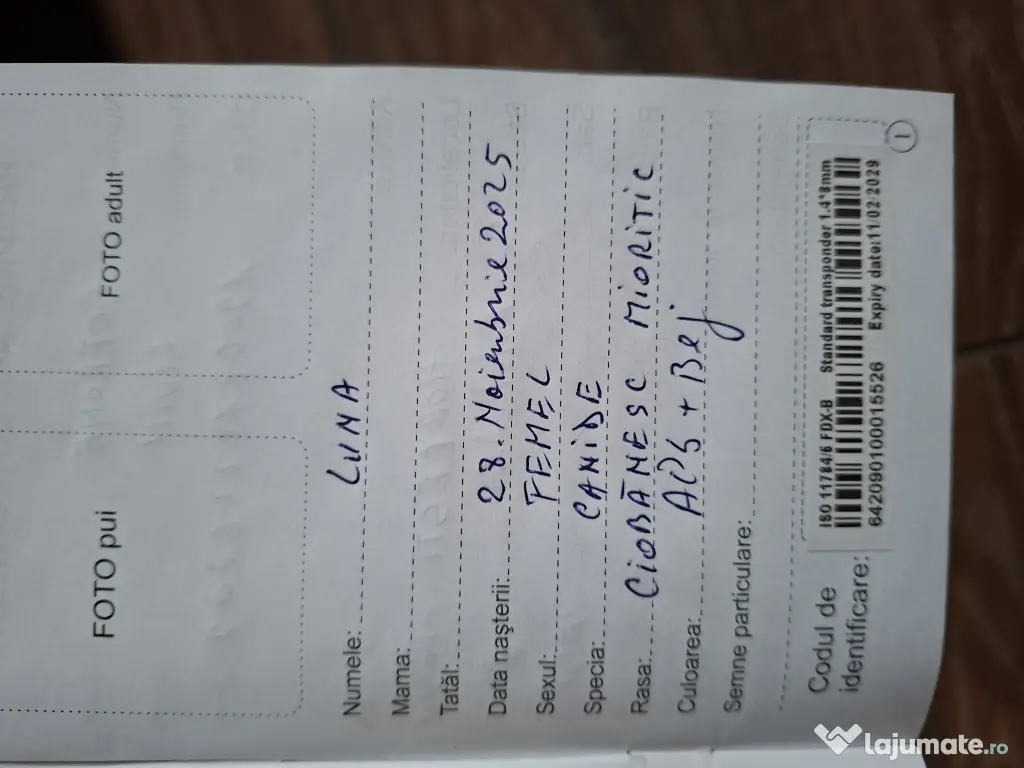 FOTO pui
FOTO adult
Numele: LUNA
Mama:
Tatăl:
Data naşterii: 28. Noiembrie 2025
Sexul: FEMEL
Specia: CANIDE
Rasa: CIOBĂNESC MIORITIC
Culoarea: ALB + Bej
Semne particulare:
Codul de identificare:
ISO 11784/6 FDX-B Standard transponder 1.4*8mm
642090100015526 Expiry date:11/02/2029
1
lajumate.ro